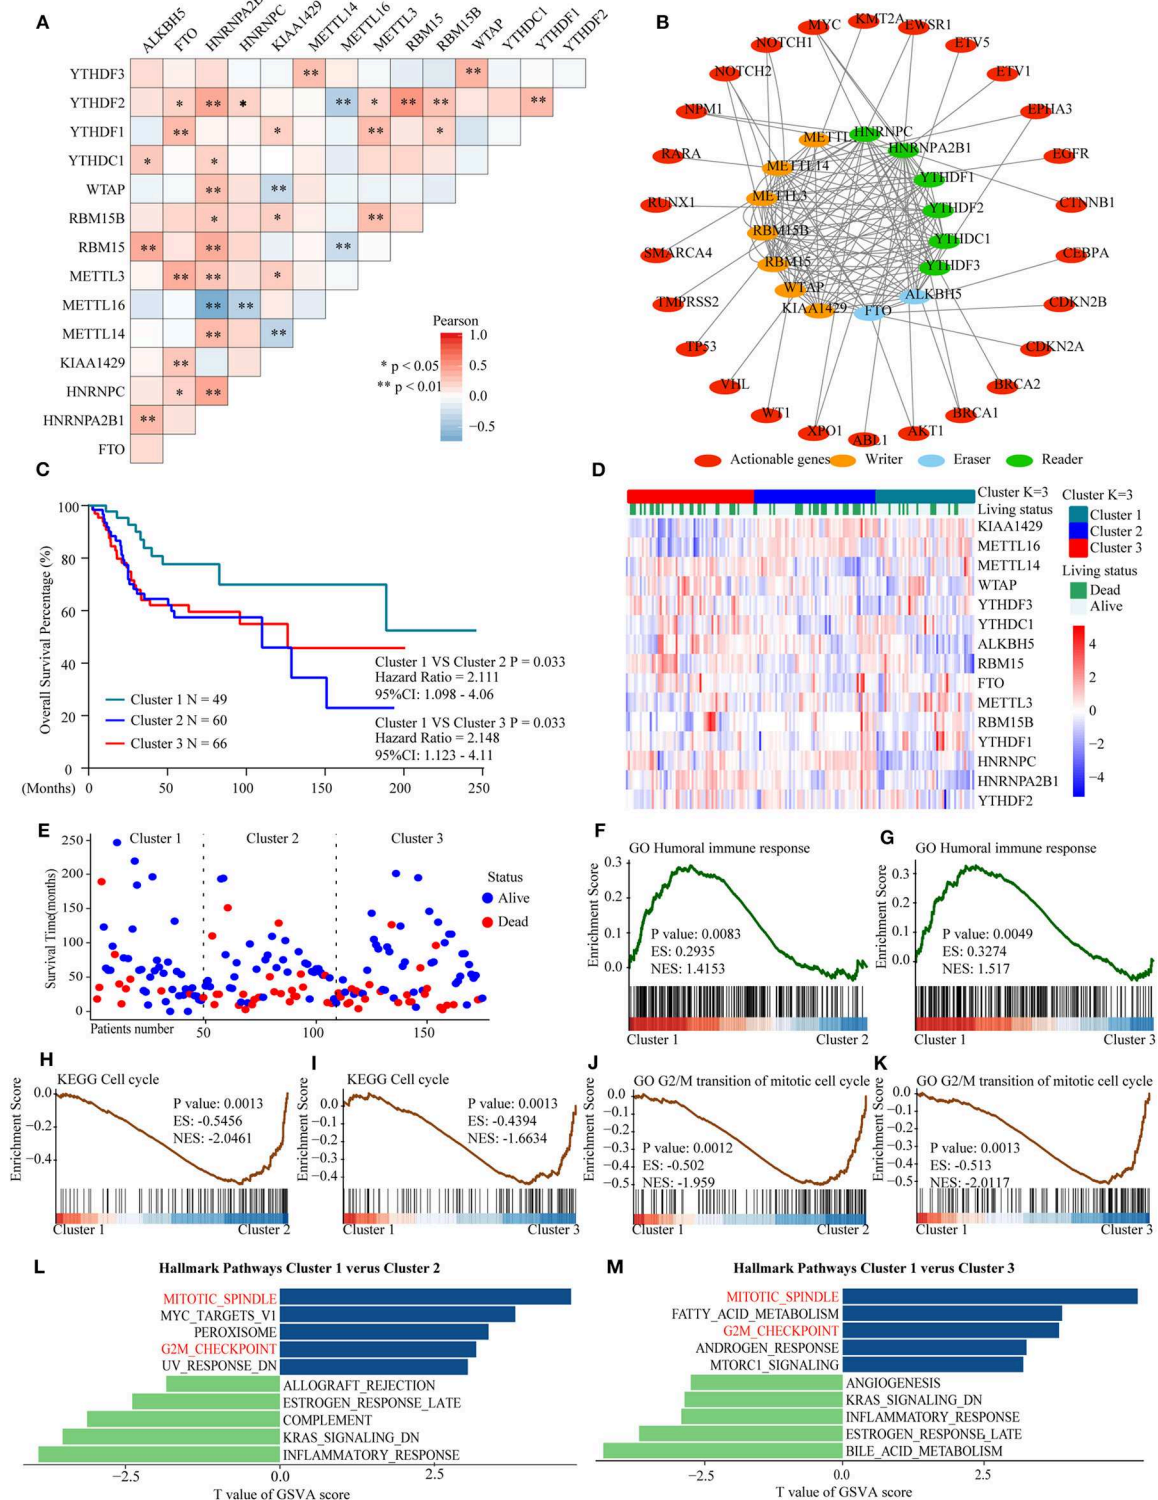 A
ALKBH5
FTO
HNRNPA2B1
HNRNPC
KIAA1429
METTL14
METTL16
METTL3
RBM15
RBM15B
WTAP
YTHDC1
YTHDF1
YTHDF2
YTHDF3
** **
YTHDF2
* ** * ** * ** ** **
YTHDF1
** * ** *
YTHDC1
* *
WTAP
** **
RBM15B
* * **
RBM15
** ** **
METTL3
** ** *
METTL16
** **
METTL14
** **
KIAA1429
**
HNRNPC
* **
HNRNPA2B1
**
FTO
Pearson
1.0
0.5
0.0
−0.5
* p < 0.05
** p < 0.01
B
MYC
KMT2A
EWSR1
NOTCH1
ETV5
NOTCH2
ETV1
NPM1
EPHA3
RARA
EGFR
RUNX1
CTNNB1
SMARCA4
CEBPA
TMPRSS2
CDKN2B
TP53
CDKN2A
VHL
BRCA2
WT1
BRCA1
XPO1
ABL1
AKT1
METTL
HNRNPC
HNRNPA2B1
METTL14
YTHDF1
METTL3
YTHDF2
RBM15B
YTHDC1
RBM15
YTHDF3
WTAP
ALKBH5
KIAA1429
FTO
Actionable genes
Writer
Eraser
Reader
C
Overall Survival Percentage (%)
100
80
60
40
20
0
(Months)
0 50 100 150 200 250
Cluster 1 N = 49
Cluster 2 N = 60
Cluster 3 N = 66
Cluster 1 VS Cluster 2 P = 0.033
Hazard Ratio = 2.111
95%CI: 1.098 - 4.06
Cluster 1 VS Cluster 3 P = 0.033
Hazard Ratio = 2.148
95%CI: 1.123 - 4.11
D
Cluster K=3
Living status
KIAA1429
METTL16
METTL14
WTAP
YTHDF3
YTHDC1
ALKBH5
RBM15
FTO
METTL3
RBM15B
YTHDF1
HNRNPC
HNRNPA2B1
YTHDF2
Cluster K=3
Cluster 1
Cluster 2
Cluster 3
Living status
Dead
Alive
4
2
0
−2
−4
E
Cluster 1
Cluster 2
Cluster 3
Survival Time(months)
250
200
150
100
50
0
Patients number
50 100 150
Status
Alive
Dead
F
GO Humoral immune response
Enrichment Score
0.3
0.2
0.1
0.0
P value: 0.0083
ES: 0.2935
NES: 1.4153
Cluster 1
Cluster 2
G
GO Humoral immune response
Enrichment Score
0.3
0.2
0.1
0.0
P value: 0.0049
ES: 0.3274
NES: 1.517
Cluster 1
Cluster 3
H
KEGG Cell cycle
Enrichment Score
0.0
−0.2
−0.4
P value: 0.0013
ES: -0.5456
NES: -2.0461
Cluster 1
Cluster 2
I
KEGG Cell cycle
Enrichment Score
0.0
−0.1
−0.2
−0.3
−0.4
P value: 0.0013
ES: -0.4394
NES: -1.6634
Cluster 1
Cluster 3
J
GO G2/M transition of mitotic cell cycle
Enrichment Score
0.0
−0.1
−0.2
−0.3
−0.4
−0.5
P value: 0.0012
ES: -0.502
NES: -1.959
Cluster 1
Cluster 2
K
GO G2/M transition of mitotic cell cycle
Enrichment Score
0.0
−0.1
−0.2
−0.3
−0.4
−0.5
P value: 0.0013
ES: -0.513
NES: -2.0117
Cluster 1
Cluster 3
L
Hallmark Pathways Cluster 1 verus Cluster 2
MITOTIC_SPINDLE
MYC_TARGETS_V1
PEROXISOME
G2M_CHECKPOINT
UV_RESPONSE_DN
ALLOGRAFT_REJECTION
ESTROGEN_RESPONSE_LATE
COMPLEMENT
KRAS_SIGNALING_DN
INFLAMMATORY_RESPONSE
−2.5 0.0 2.5
T value of GSVA score
M
Hallmark Pathways Cluster 1 versus Cluster 3
MITOTIC_SPINDLE
FATTY_ACID_METABOLISM
G2M_CHECKPOINT
ANDROGEN_RESPONSE
MTORC1_SIGNALING
ANGIOGENESIS
KRAS_SIGNALING_DN
INFLAMMATORY_RESPONSE
ESTROGEN_RESPONSE_LATE
BILE_ACID_METABOLISM
−2.5 0.0 2.5
T value of GSVA score